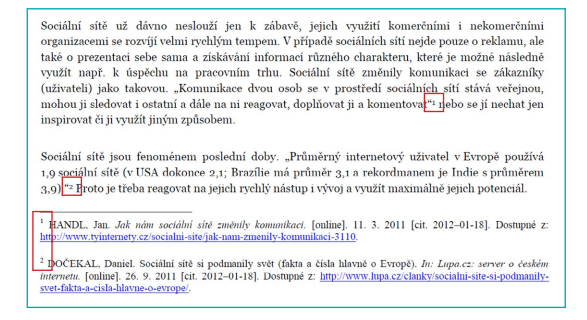 Sociální sítě už dávno neslouží jen k zábavě, jejich využití komerčními i nekomerčními
organizacemi se rozvíjí velmi rychlým tempem. V případě sociálních sítí nejde pouze o reklamu, ale
také o prezentaci sebe sama a získávání informací různého charakteru, které je možné následně
využít např. k úspěchu na pracovním trhu. Sociální sítě změnily komunikaci se zákazníky
(uživateli) jako takovou. „Komunikace dvou osob se v prostředí sociálních sítí stává veřejnou,
mohou ji sledovat i ostatní a dále na ni reagovat, doplňovat ji a komentovat“¹ nebo se jí nechat jen
inspirovat či ji využít jiným způsobem.
Sociální sítě jsou fenoménem poslední doby. „Průměrný internetový uživatel v Evropě používá
1,9 sociální sítě (v USA dokonce 2,1; Brazílie má průměr 3,1 a rekordmanem je Indie s průměrem
3,9).“² Proto je třeba reagovat na jejich rychlý nástup i vývoj a využít maximálně jejich potenciál.
¹ HANDL, Jan. Jak nám sociální sítě změnily komunikaci. [online]. 11. 3. 2011 [cit. 2012–01-18]. Dostupné z:
http://www.tyinternety.cz/socialni-site/jak-nam-zmenily-komunikaci-3110.
² DOČEKAL, Daniel. Sociální sítě si podmanily svět (fakta a čísla hlavně o Evropě). In: Lupa.cz: server o českém
internetu. [online]. 26. 9. 2011 [cit. 2012–01-18]. Dostupné z: http://www.lupa.cz/clanky/socialni-site-si-podmanily-
svet-fakta-a-cisla-hlavne-o-evrope/.